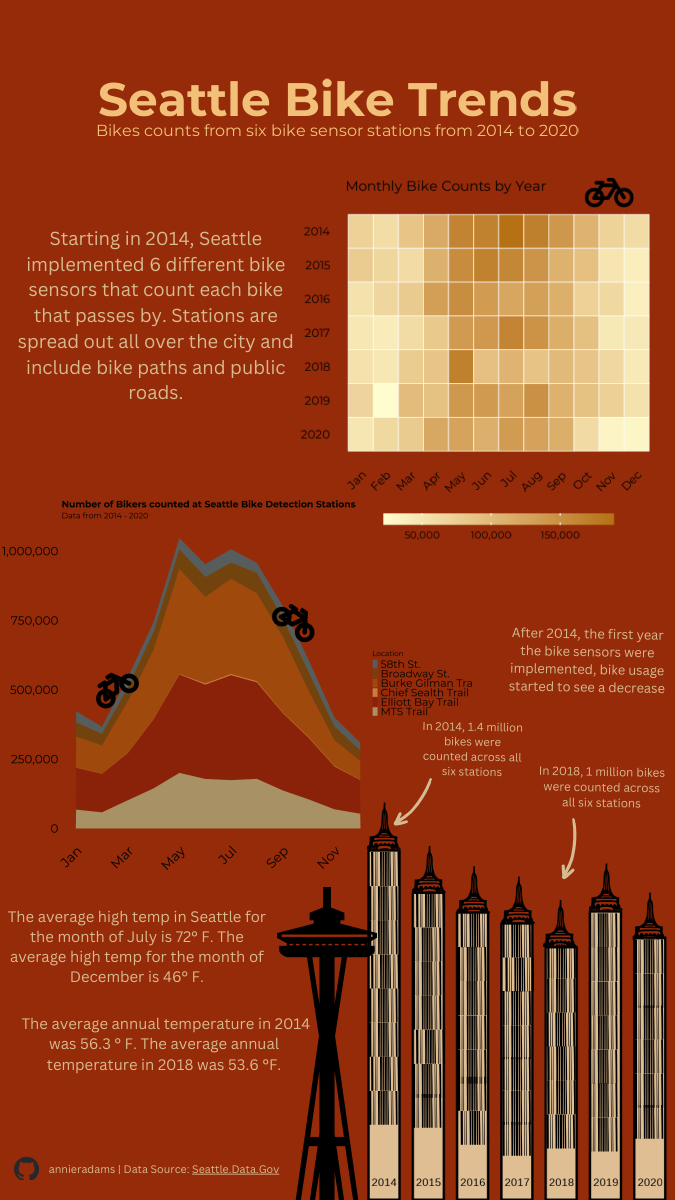 Seattle Bike Trends
Bikes counts from six bike sensor stations from 2014 to 2020
Monthly Bike Counts by Year
Starting in 2014, Seattle
implemented 6 different bike
sensors that count each bike
that passes by. Stations are
spread out all over the city and
include bike paths and public
roads.
2014
2015
2016
2017
2018
2019
2020
Jan Feb Mar Apr May Jun Jul Aug Sep Oct Nov Dec
50,000 100,000 150,000
Number of Bikers counted at Seattle Bike Detection Stations
Data from 2014 - 2020
1,000,000
750,000
500,000
250,000
0
Jan Mar May Jul Sep Nov
Location
58th St.
Broadway St.
Burke Gilman Tra
Chief Sealth Trail
Elliott Bay Trail
MTS Trail
After 2014, the first year
the bike sensors were
implemented, bike usage
started to see a decrease
In 2014, 1.4 million
bikes were
counted across all
six stations
In 2018, 1 million bikes
were counted across
all six stations
The average high temp in Seattle for
the month of July is 72° F. The
average high temp for the month of
December is 46° F.
The average annual temperature in 2014
was 56.3 ° F. The average annual
temperature in 2018 was 53.6 °F.
2014 2015 2016 2017 2018 2019 2020
annieradams | Data Source: Seattle.Data.Gov